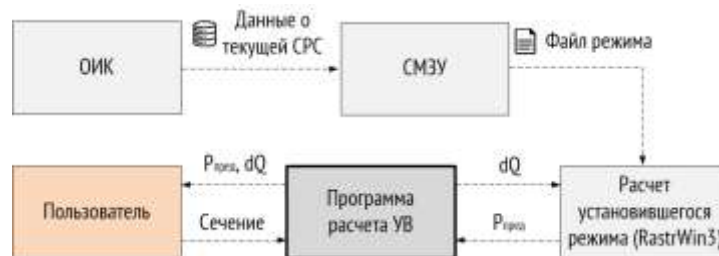 Данные о
текущей СРС
ОИК
СМЗУ
Файл режима
Pпред, dQ
dQ
Пользователь
Программа
расчета УВ
Расчет
установившегося
режима (RastrWin3)
Сечение
Pпред